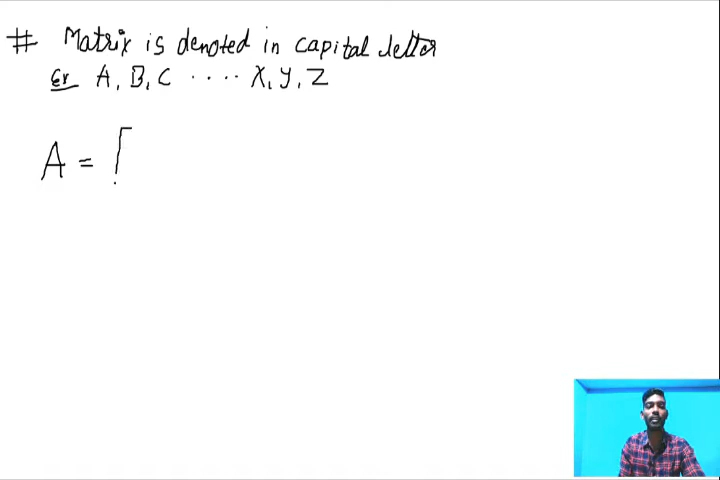 # Matrix is denoted in capital letter
Ex A, B, C .... X, Y, Z
A = [